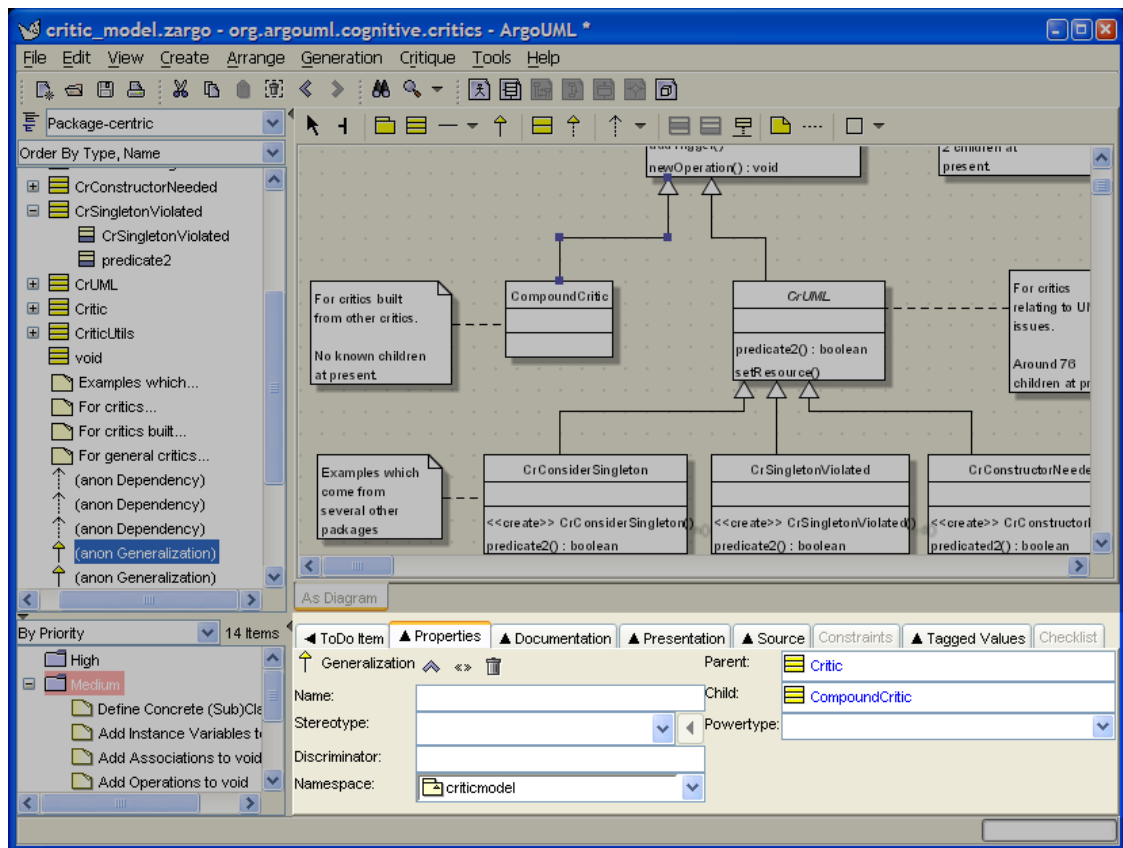 critic_model.zargo - org.argouml.cognitive.critics - ArgoUML *
File Edit View Create Arrange Generation Critique Tools Help
Package-centric
Order By Type, Name
CrConstructorNeeded
CrSingletonViolated
CrSingletonViolated
predicate2
CrUML
Critic
CriticUtils
void
Examples which...
For critics...
For critics built...
For general critics...
(anon Dependency)
(anon Dependency)
(anon Dependency)
(anon Generalization)
(anon Generalization)
newOperation() : void
2 children at
present.
For critics built
from other critics.
No known children
at present.
CompoundCritic
CrUML
predicate2() : boolean
setResource()
For critics
relating to
issues.
Around 76
children at
Examples which
come from
several other
packages
CrConsiderSingleton
<<create>> CrConsiderSingleton()
predicate2() : boolean
CrSingletonViolated
<<create>> CrSingletonViolated()
predicate2() : boolean
CrConstructorNeede
<<create>> CrConstructor
predicated2() : boolean
As Diagram
By Priority 14 Items
High
Medium
Define Concrete (Sub)Cla
Add Instance Variables t
Add Associations to void
Add Operations to void
ToDo Item Properties Documentation Presentation Source Constraints Tagged Values Checklist
Generalization
Name:
Stereotype:
Discriminator:
Namespace: criticmodel
Parent: Critic
Child: CompoundCritic
Powertype: